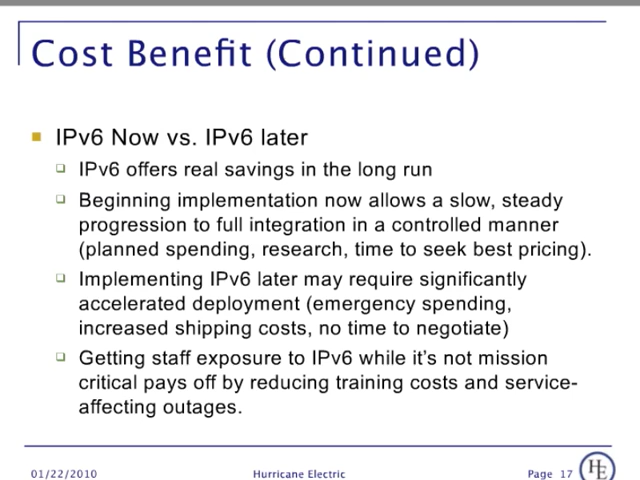 Cost Benefit (Continued)
IPv6 Now vs. IPv6 later
IPv6 offers real savings in the long run
Beginning implementation now allows a slow, steady
progression to full integration in a controlled manner
(planned spending, research, time to seek best pricing).
Implementing IPv6 later may require significantly
accelerated deployment (emergency spending,
increased shipping costs, no time to negotiate)
Getting staff exposure to IPv6 while it's not mission
critical pays off by reducing training costs and service-
affecting outages.
01/22/2010
Hurricane Electric
Page 17
HE